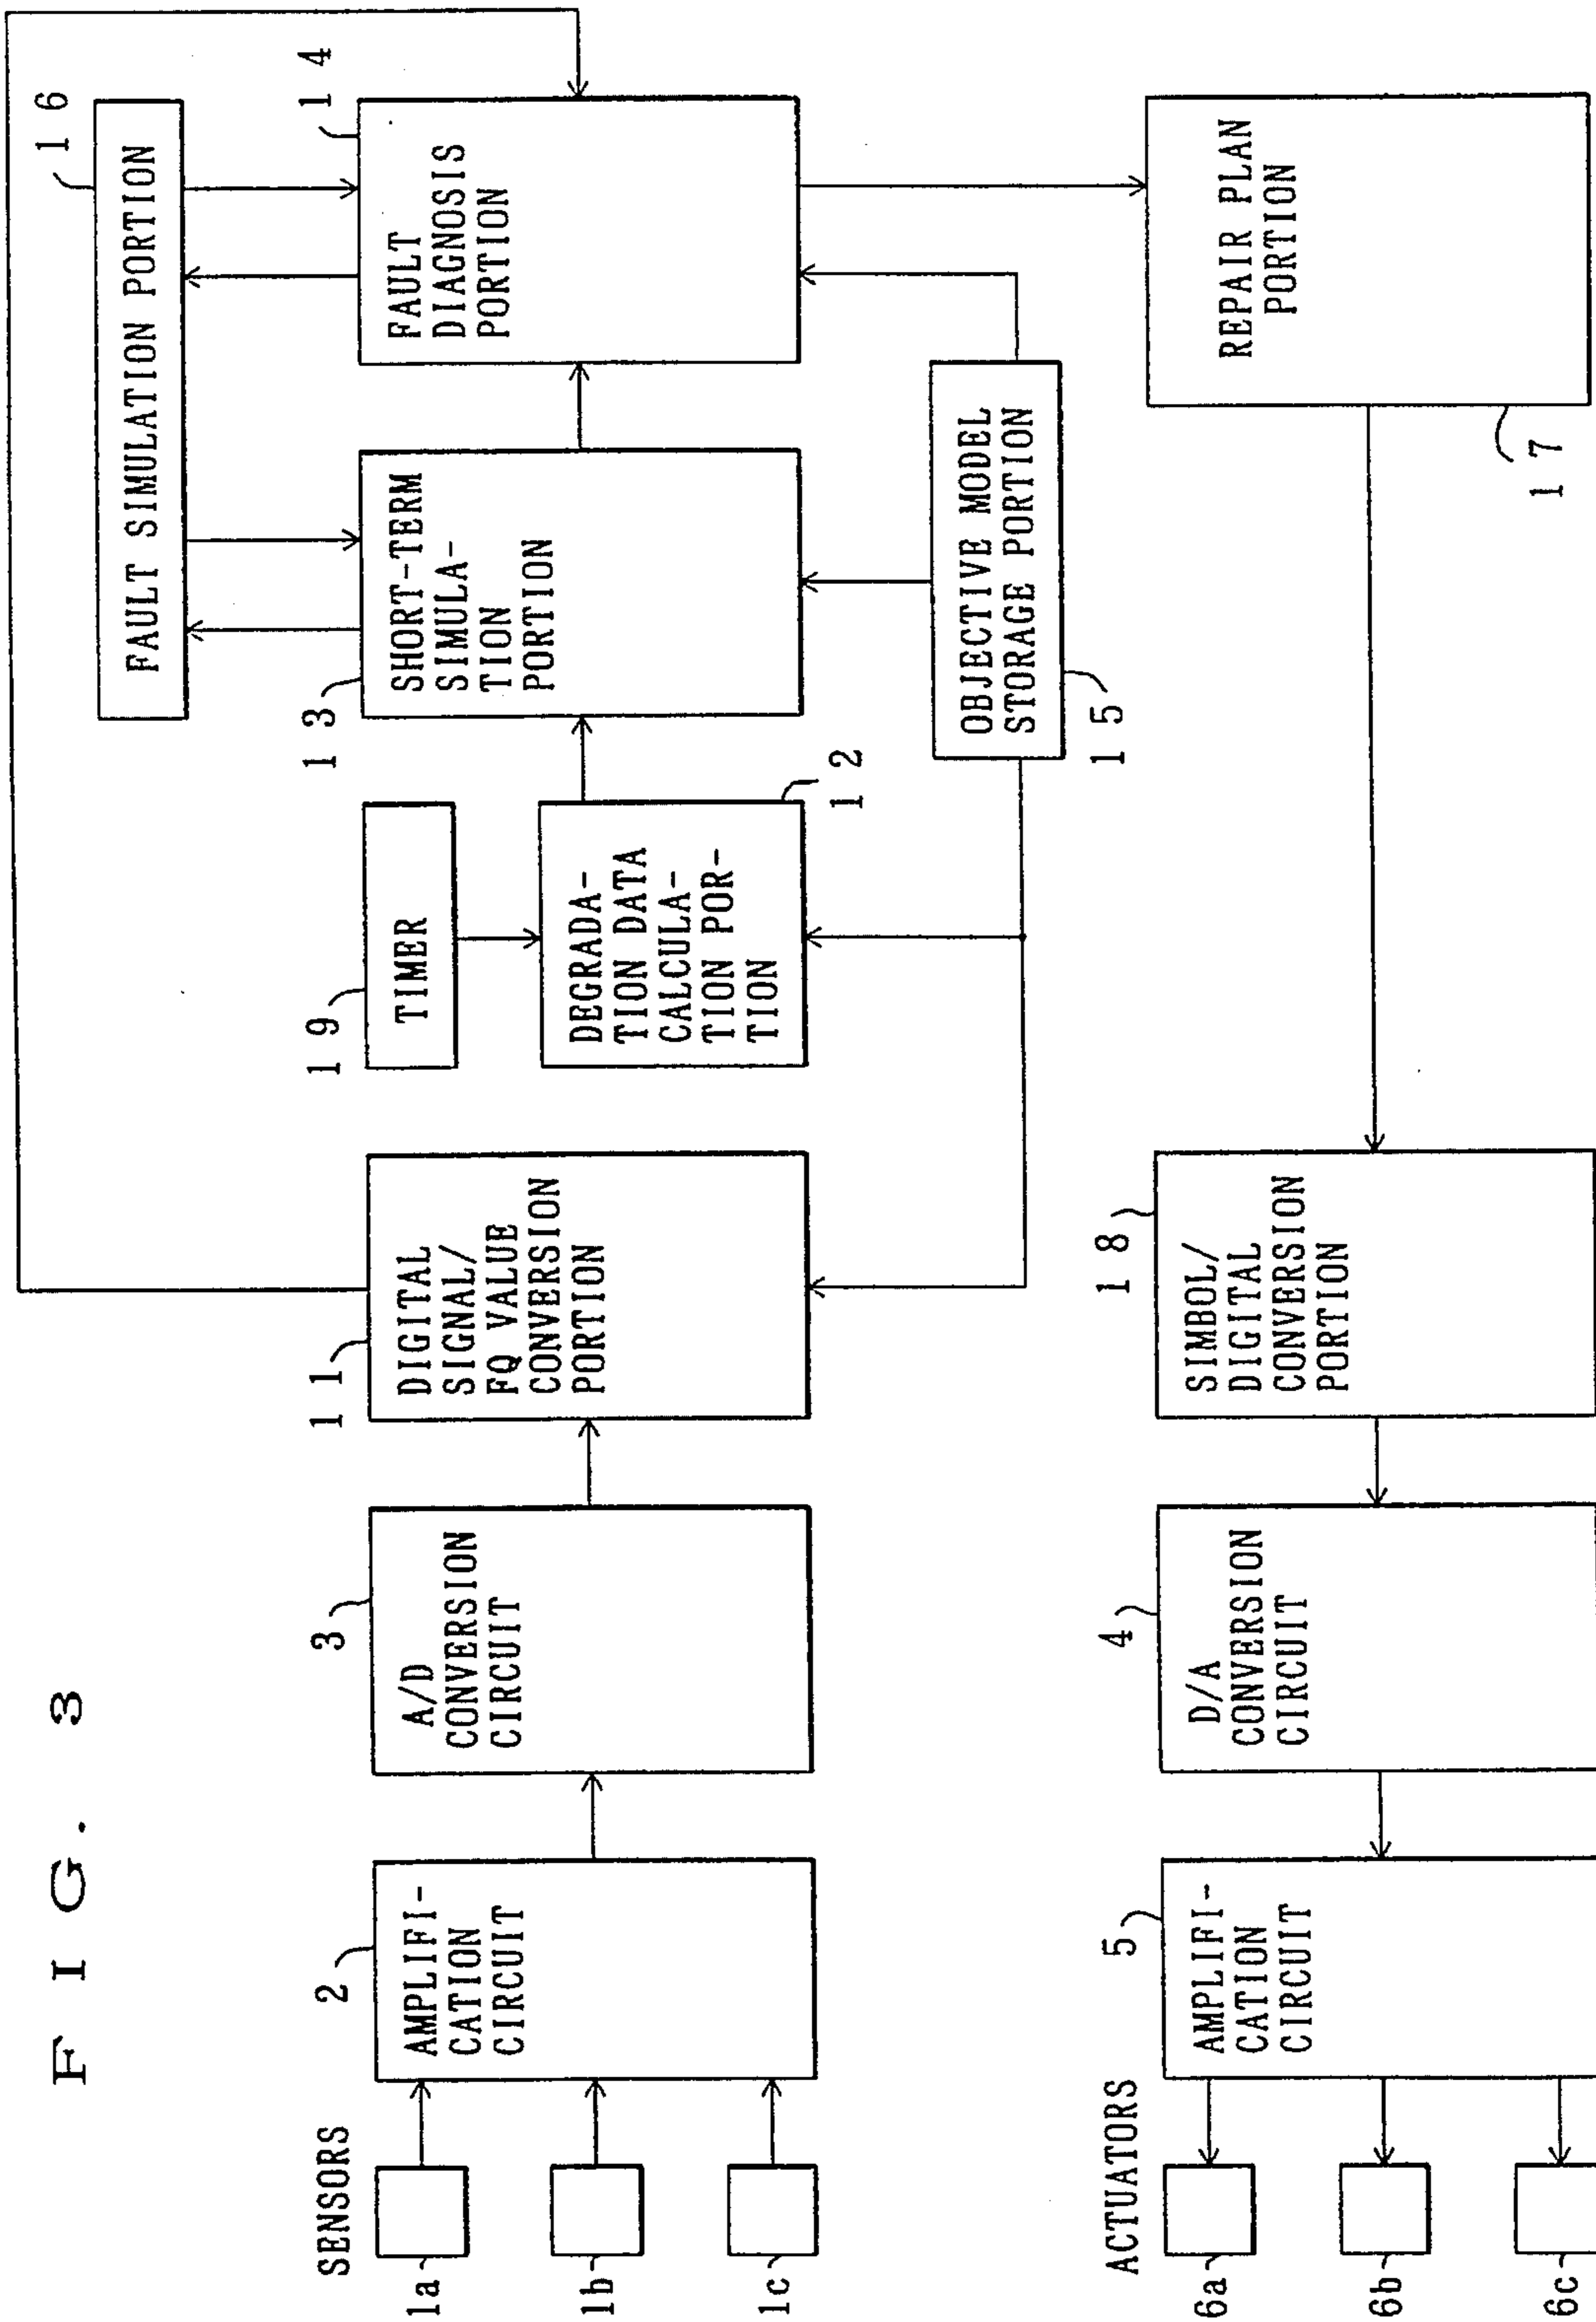 FIG. 3
16
FAULT SIMULATION PORTION
19
TIMER
13
SHORT-TERM
SIMULA-
TION
PORTION
14
FAULT
DIAGNOSIS
PORTION
SENSORS
1a
1b
1c
2
AMPLIFI-
CATION
CIRCUIT
3
A/D
CONVERSION
CIRCUIT
11
DIGITAL
SIGNAL/
FQ VALUE
CONVERSION
PORTION
DEGRADA-
TION DATA
CALCULA-
TION POR-
TION
12
OBJECTIVE MODEL
STORAGE PORTION
15
ACTUATORS
6a
6b
6c
5
AMPLIFI-
CATION
CIRCUIT
4
D/A
CONVERSION
CIRCUIT
18
SIMBOL/
DIGITAL
CONVERSION
PORTION
REPAIR PLAN
PORTION
17